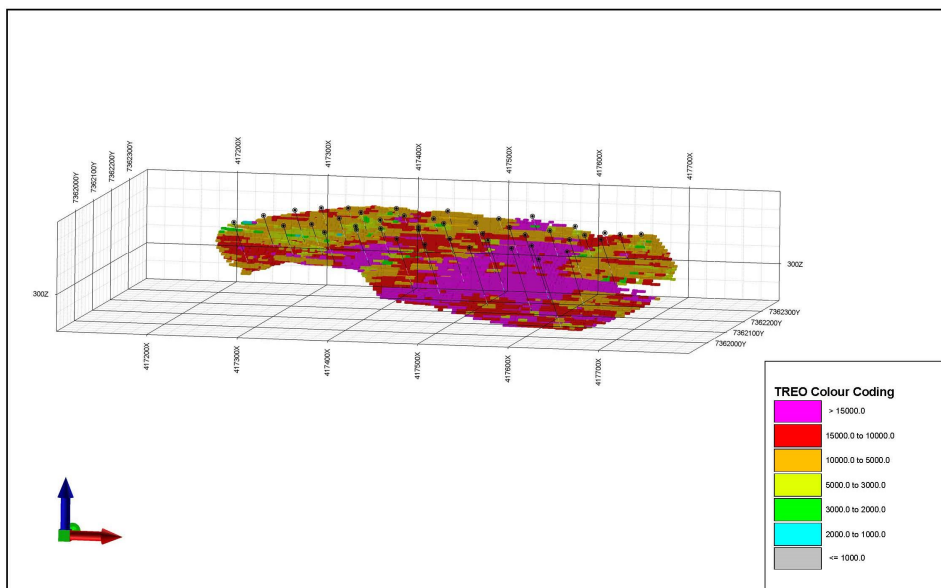 417200X
417300X
417400X
417500X
417600X
417700X
7362000Y
7362100Y
7362200Y
7362300Y
300Z
300Z
7362300Y
7362200Y
7362100Y
7362000Y
417200X
417300X
417400X
417500X
417600X
417700X
TREO Colour Coding
> 15000.0
15000.0 to 10000.0
10000.0 to 5000.0
5000.0 to 3000.0
3000.0 to 2000.0
2000.0 to 1000.0
<= 1000.0